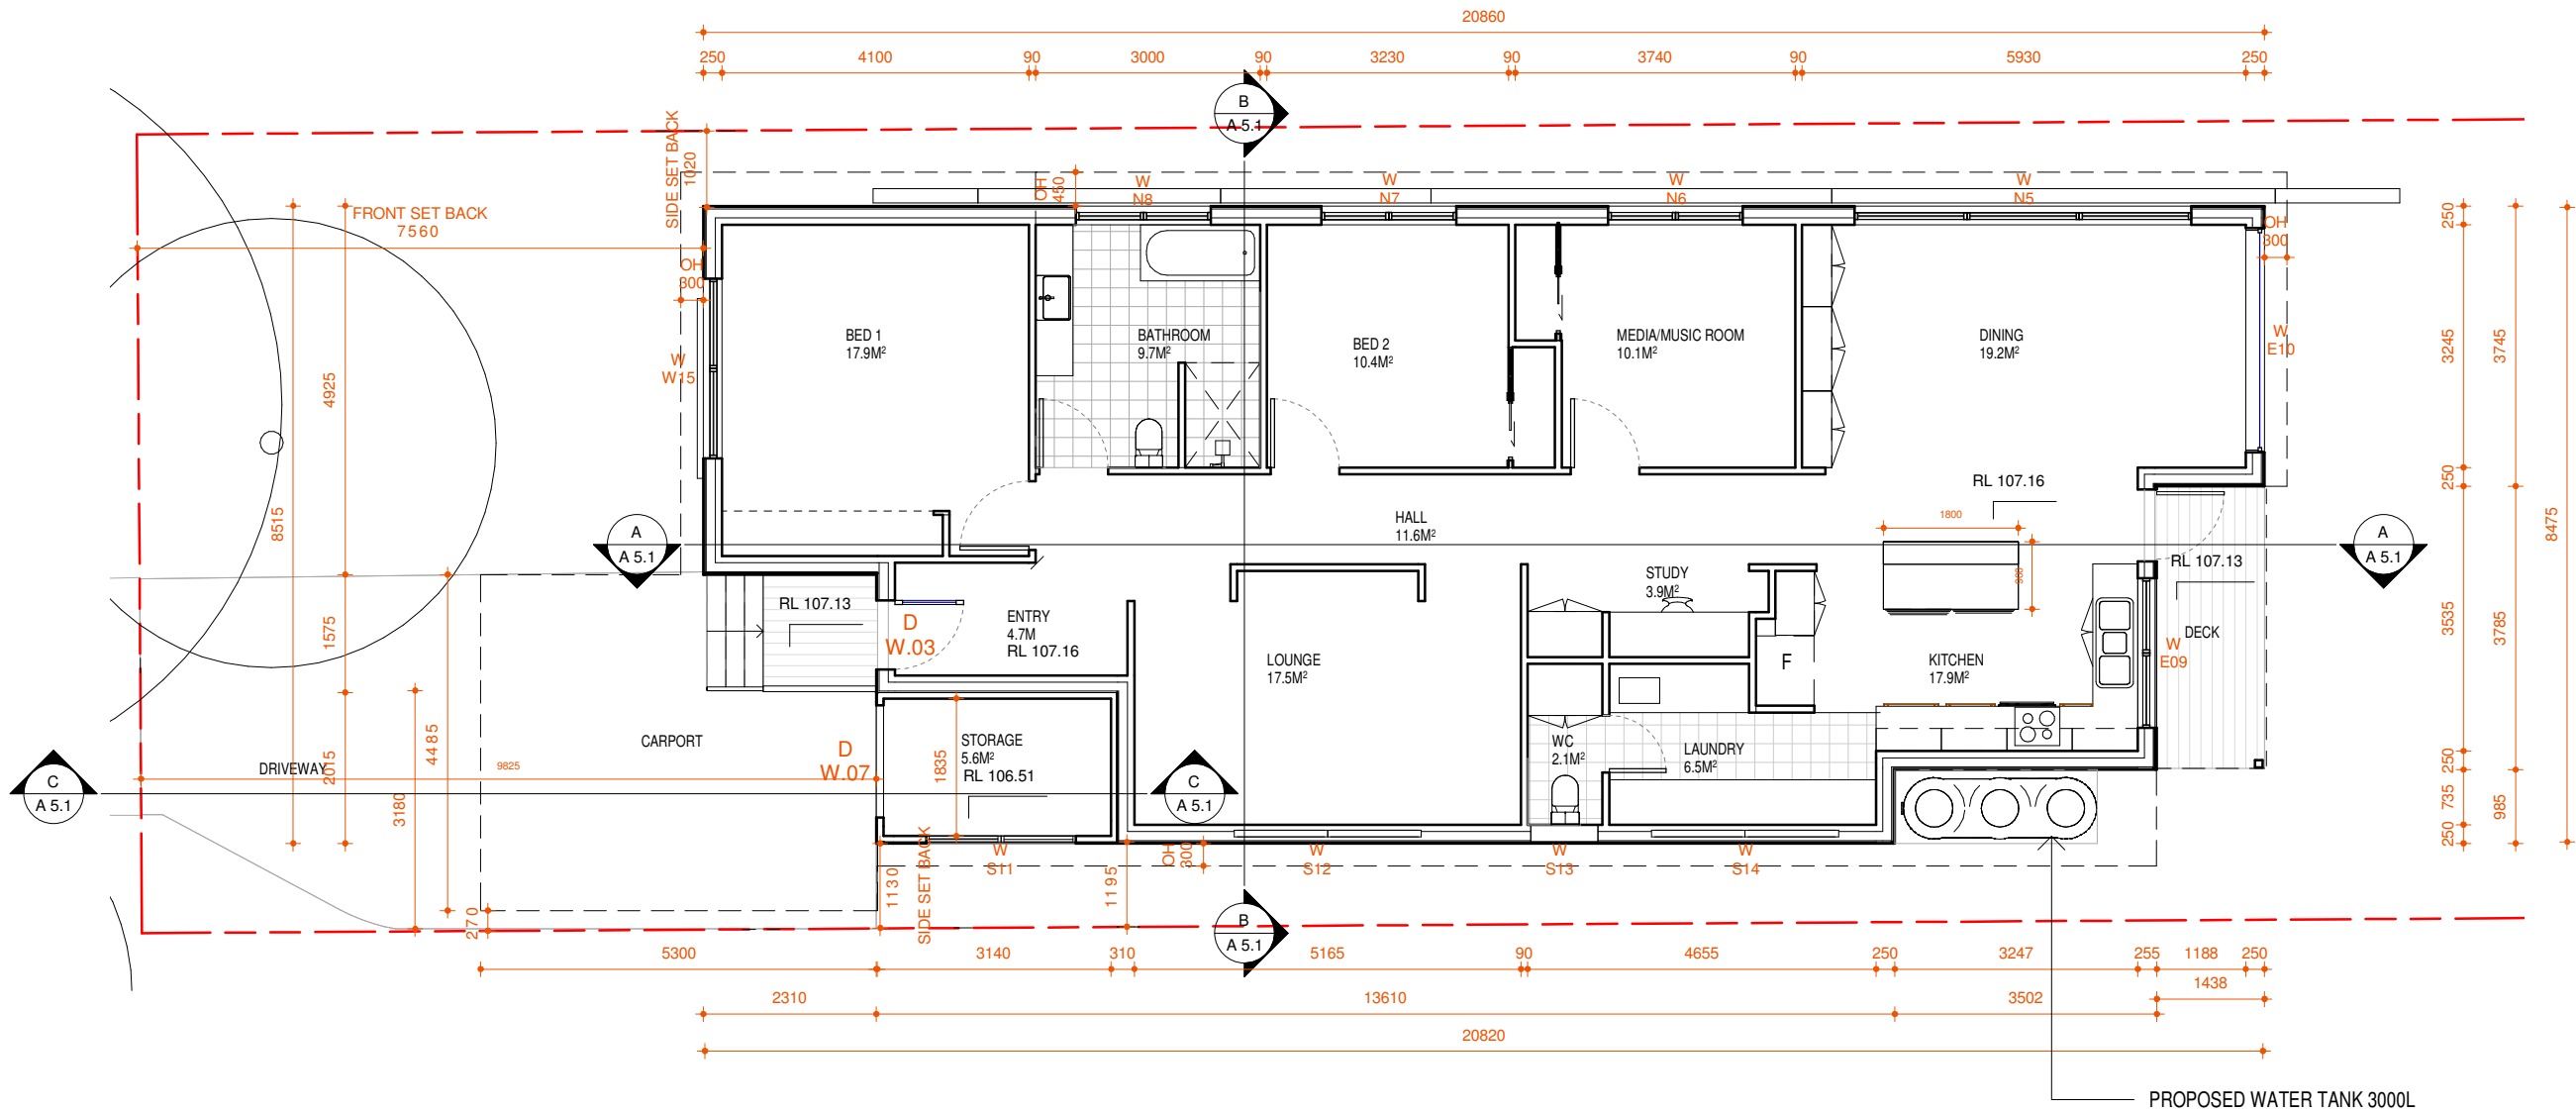 20860
250 4100 90 3000 90 3230 90 3740 90 5930 250
B
A 5.1
SIDE SET BACK
1020
OH
450
W
N8
W
N7
W
N6
W
N5
FRONT SET BACK
7560
OH
300
OH
300
250
3245
3745
250
3535
3785
250
735
985
250
8475
W
W15
W
E10
4925
8515
1575
2015
3180
4485
BED 1
17.9M²
BATHROOM
9.7M²
BED 2
10.4M²
MEDIA/MUSIC ROOM
10.1M²
DINING
19.2M²
RL 107.16
A
A 5.1
HALL
11.6M²
1800
A
A 5.1
RL 107.13
STUDY
3.9M²
RL 107.13
D
W.03
ENTRY
4.7M
RL 107.16
LOUNGE
17.5M²
F
KITCHEN
17.9M²
W
E09
DECK
CARPORT
DRIVEWAY
9825
D
W.07
STORAGE
5.6M²
RL 106.51
1835
WC
2.1M²
LAUNDRY
6.5M²
C
A 5.1
C
A 5.1
W
S11
W
S12
W
S13
W
S14
OH
300
270
1130
SIDE SET BACK
1195
B
A 5.1
5300 3140 310 5165 90 4655 250 3247 255 1188 250
2310 13610 3502 1438
20820
PROPOSED WATER TANK 3000L